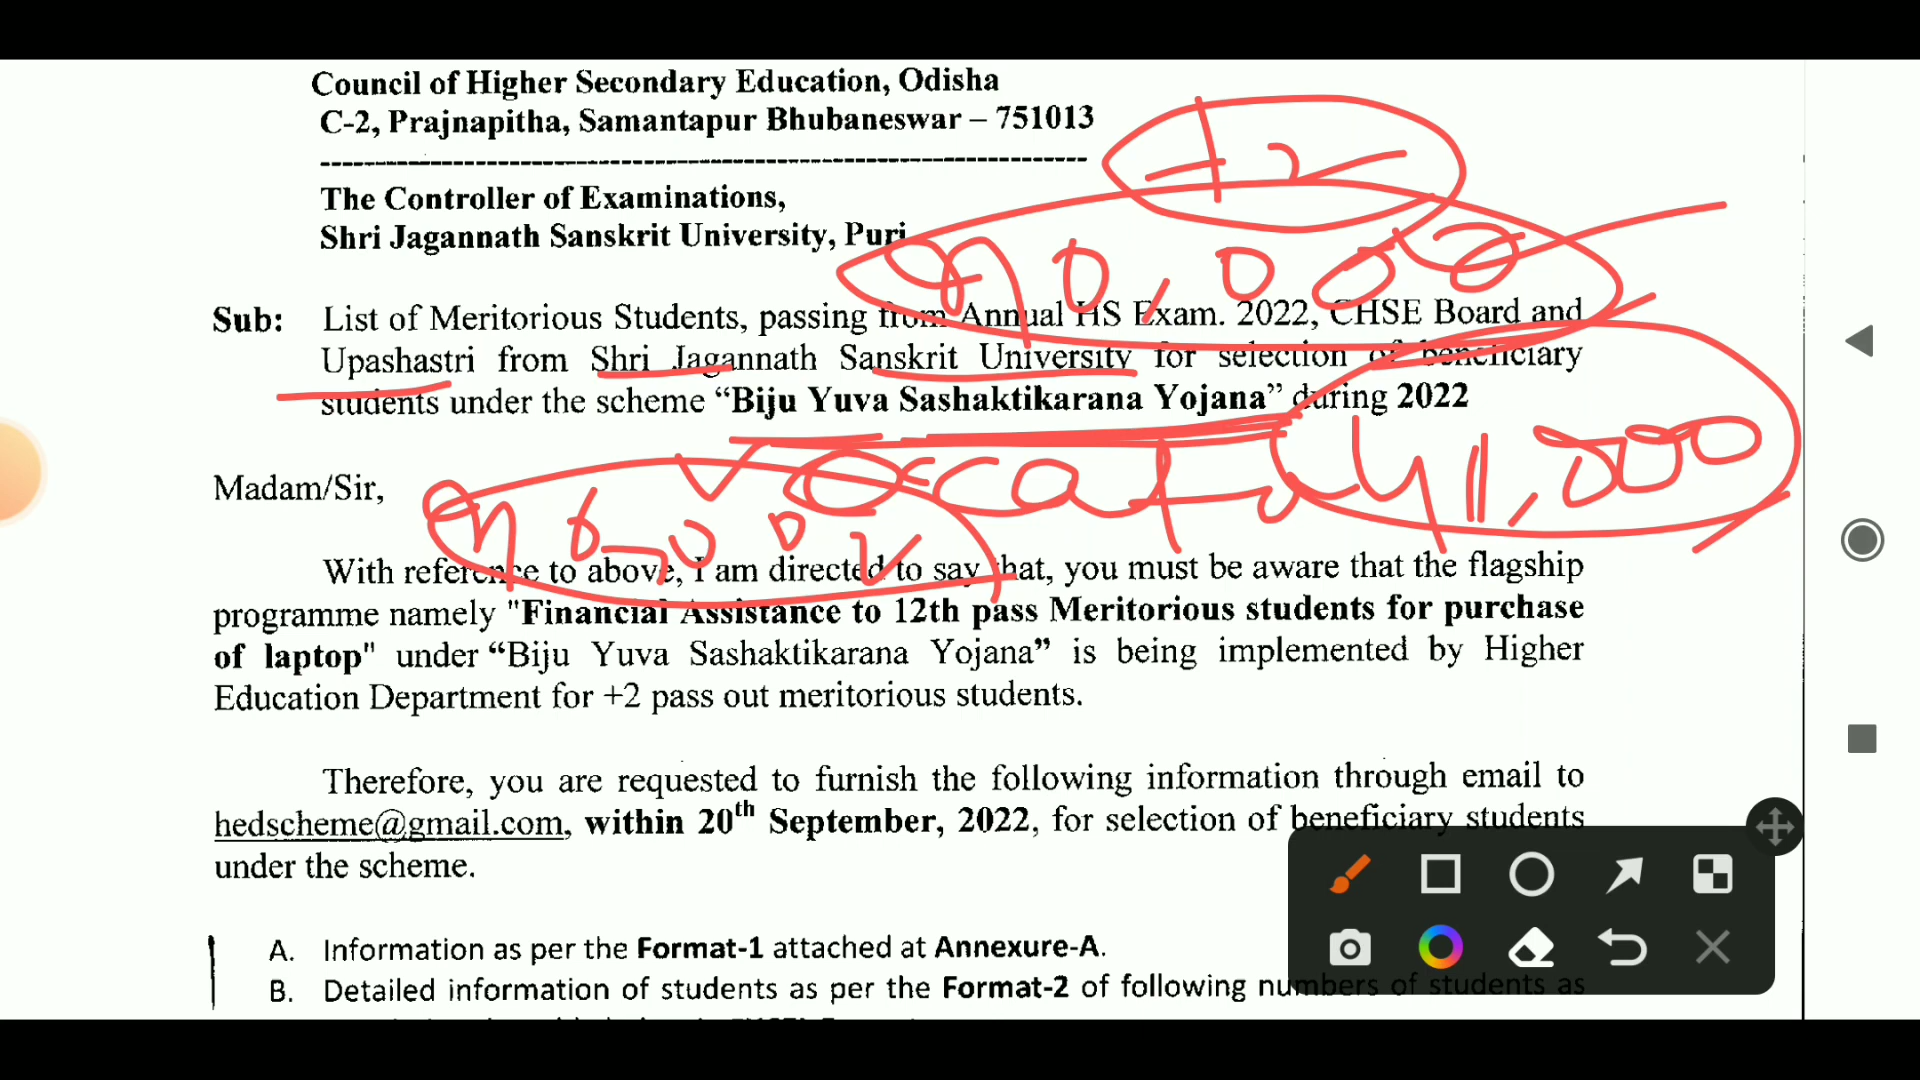 Council of Higher Secondary Education, Odisha
C-2, Prajnapitha, Samantapur Bhubaneswar – 751013
The Controller of Examinations,
Shri Jagannath Sanskrit University, Puri
+2
Sub: List of Meritorious Students, passing from Annual HS Exam. 2022, CHSE Board and
Upashastri from Shri Jagannath Sanskrit University for selection of beneficiary
students under the scheme “Biju Yuva Sashaktikarana Yojana” during 2022
41,000
Madam/Sir,
With reference to above, I am directed to say that, you must be aware that the flagship
programme namely "Financial Assistance to 12th pass Meritorious students for purchase
of laptop" under “Biju Yuva Sashaktikarana Yojana” is being implemented by Higher
Education Department for +2 pass out meritorious students.
Therefore, you are requested to furnish the following information through email to
hedscheme@gmail.com, within 20th September, 2022, for selection of beneficiary students
under the scheme.
A. Information as per the Format-1 attached at Annexure-A.
B. Detailed information of students as per the Format-2 of following numbers of students as